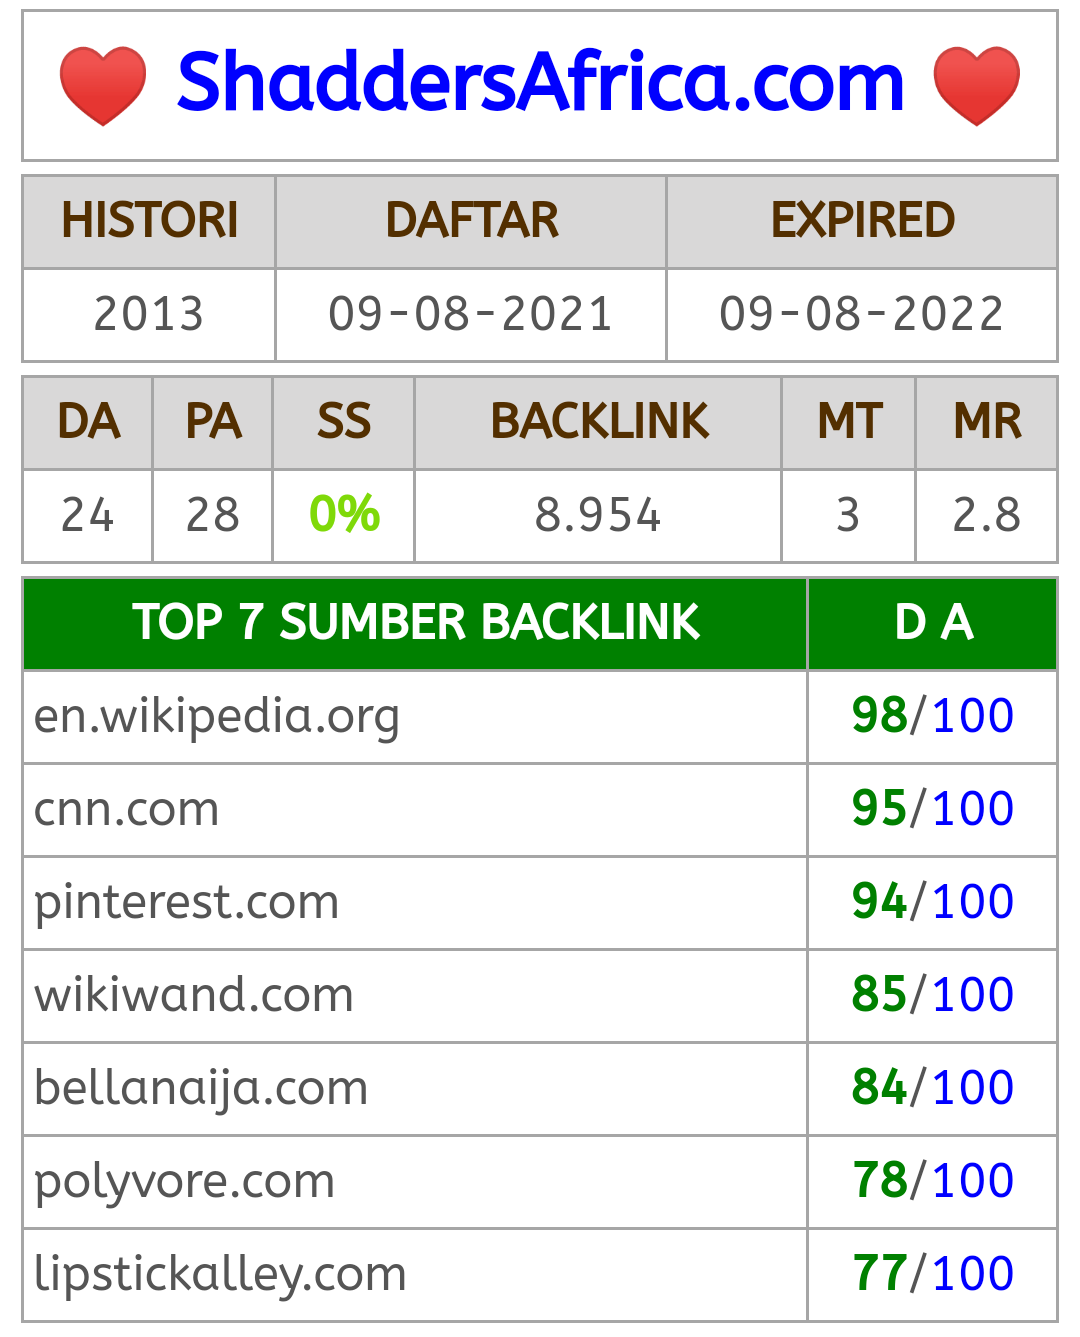 ❤️ ShaddersAfrica.com ❤️
HISTORI DAFTAR EXPIRED
2013 09-08-2021 09-08-2022
DA PA SS BACKLINK MT MR
24 28 0% 8.954 3 2.8
TOP 7 SUMBER BACKLINK D A
en.wikipedia.org 98/100
cnn.com 95/100
pinterest.com 94/100
wikiwand.com 85/100
bellanaija.com 84/100
polyvore.com 78/100
lipstickalley.com 77/100